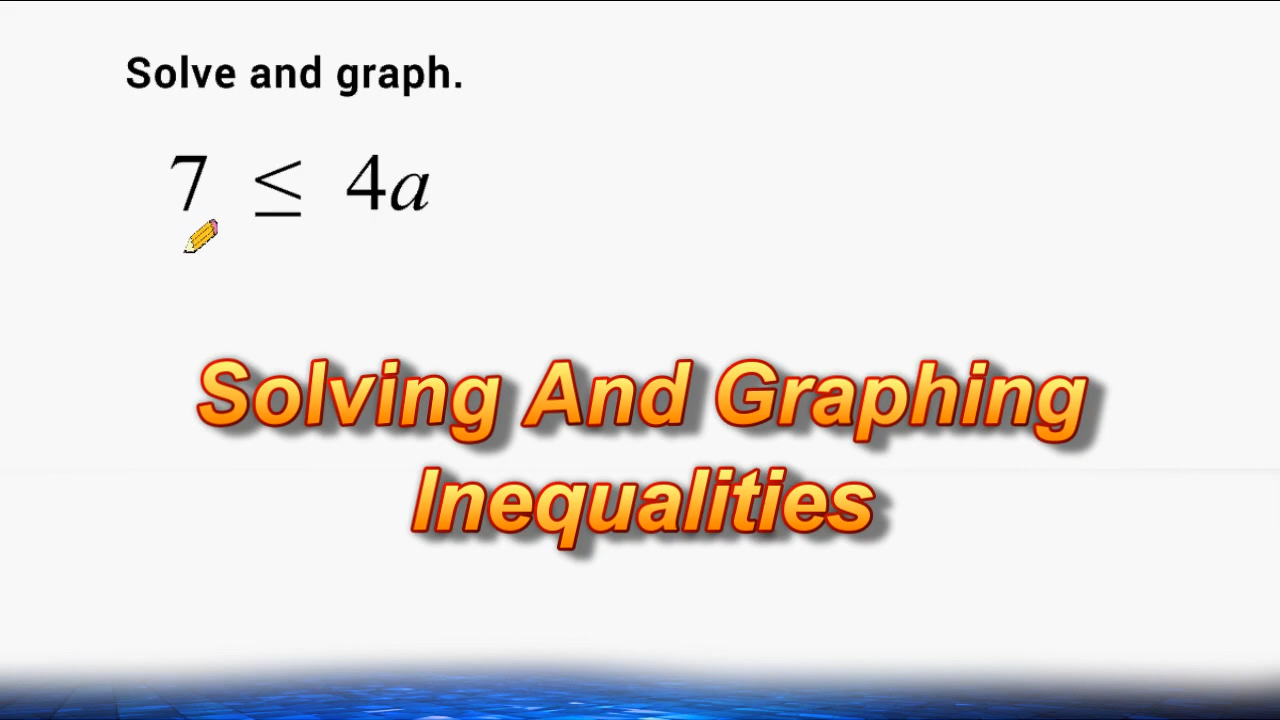 Solve and graph.
7 ≤ 4a
Solving And Graphing
Inequalities